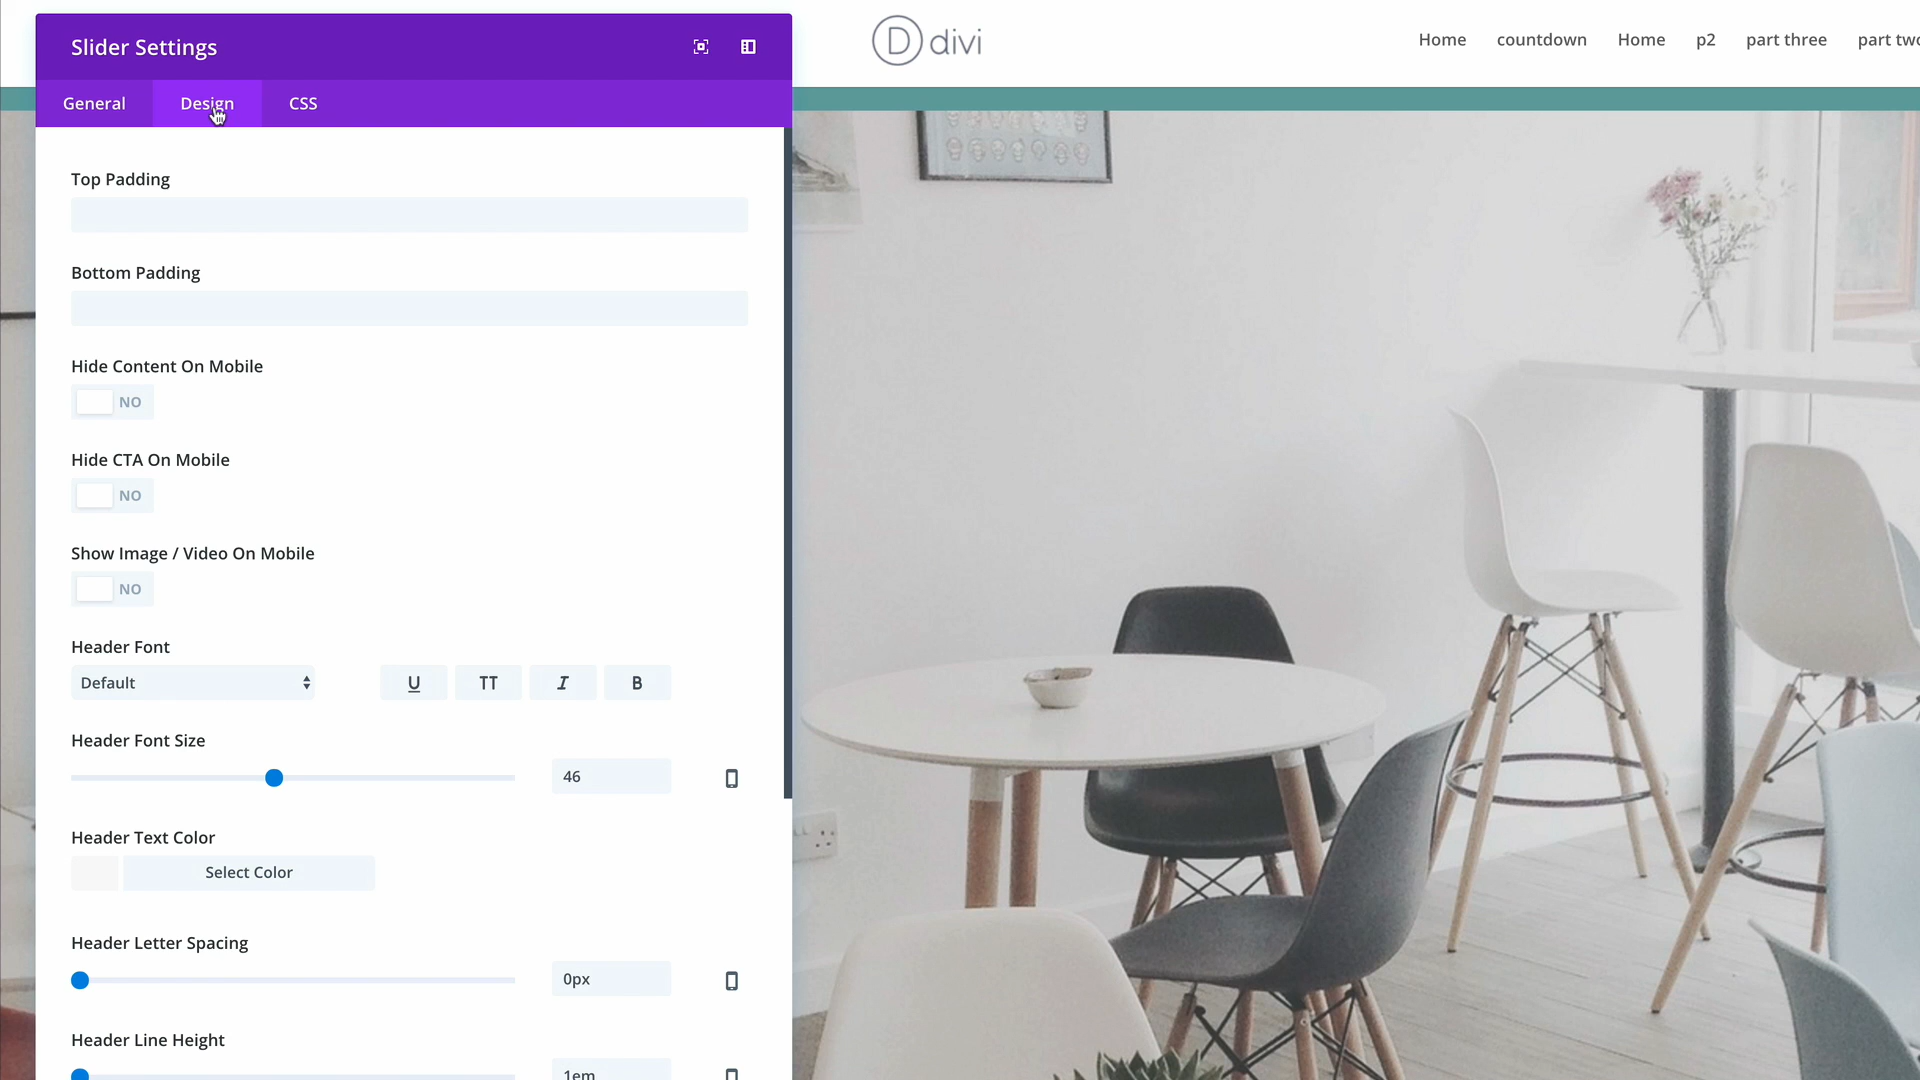 Slider Settings
General Design CSS
Top Padding
Bottom Padding
Hide Content On Mobile
NO
Hide CTA On Mobile
NO
Show Image / Video On Mobile
NO
Header Font
Default U TT I B
Header Font Size
46
Header Text Color
Select Color
Header Letter Spacing
0px
Header Line Height
1em
D divi
Home countdown Home p2 part three part two